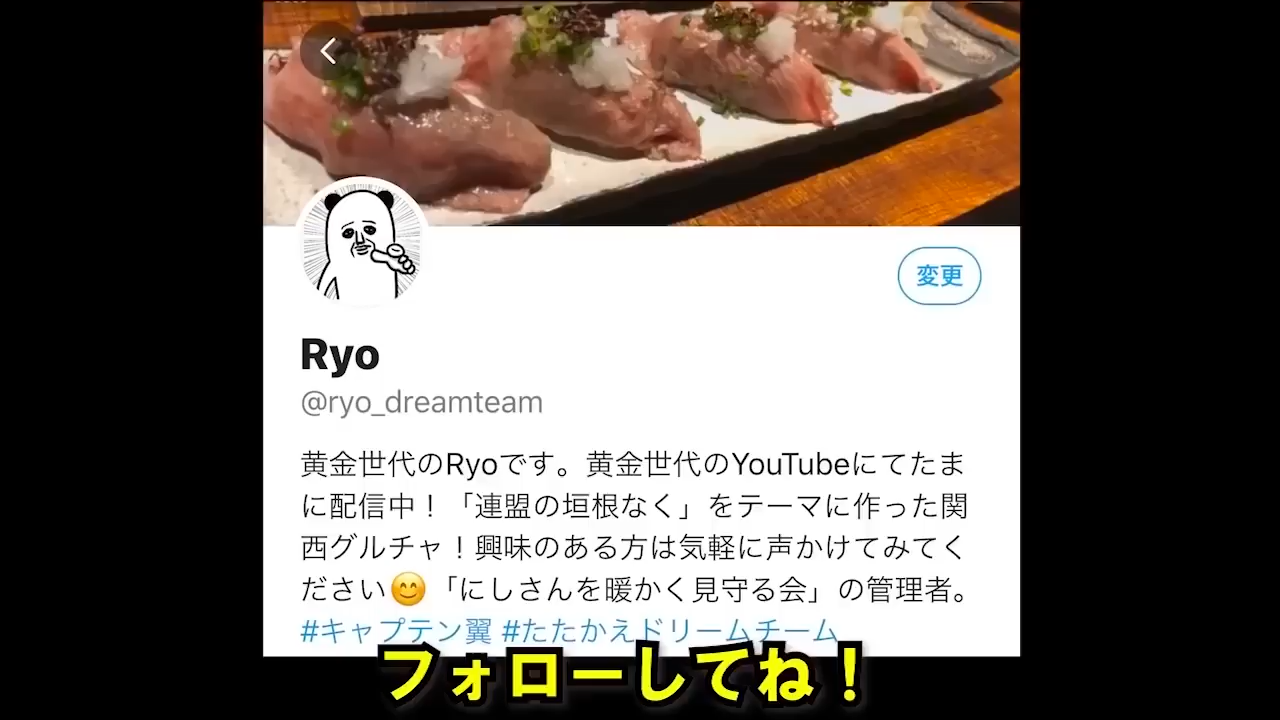 変更
Ryo
@ryo_dreamteam
黄金世代のRyoです。黄金世代のYouTubeにてたま
に配信中！「連盟の垣根なく」をテーマに作った関
西グルチャ！興味のある方は気軽に声かけてみてく
ださい😊「にしさんを暖かく見守る会」の管理者。
#キャプテン翼 #たたかえドリームチーム
フォローしてね！